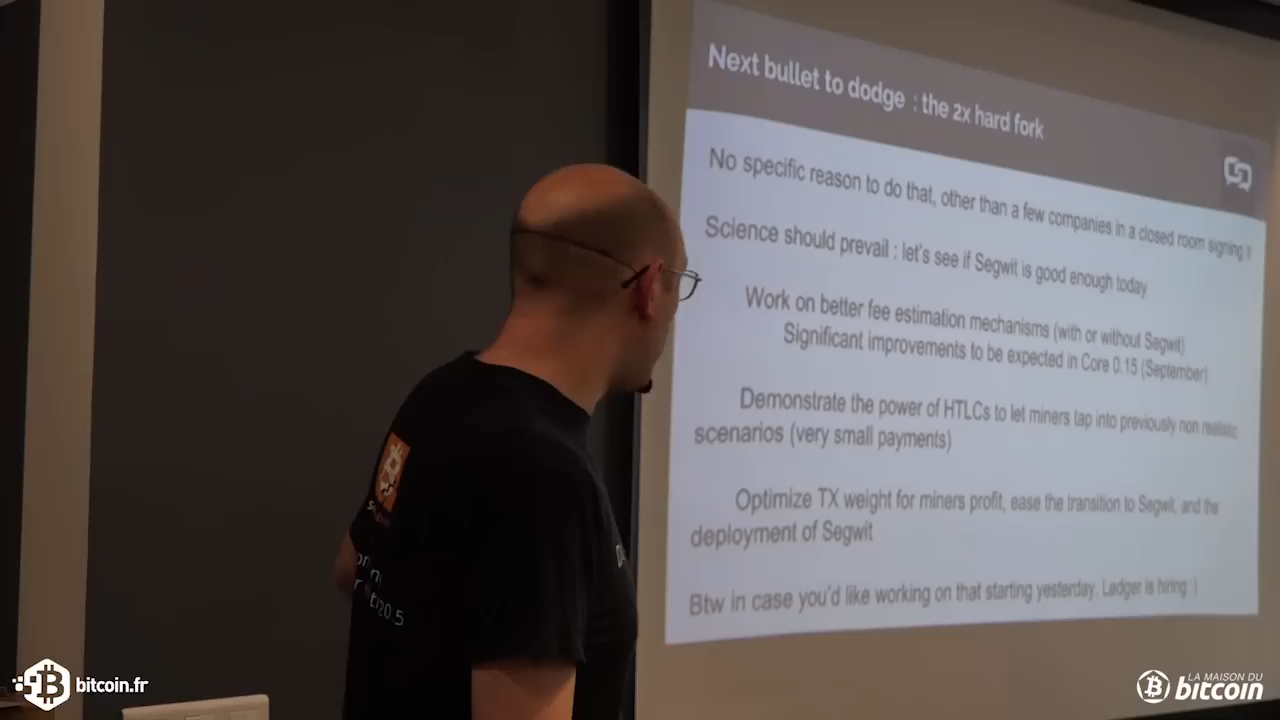 Next bullet to dodge : the 2x hard fork
No specific reason to do that, other than a few companies in a closed room signing it
Science should prevail : let's see if Segwit is good enough today
Work on better fee estimation mechanisms (with or without Segwit)
Significant improvements to be expected in Core 0.15 (September)
Demonstrate the power of HTLCs to let miners tap into previously non realistic
scenarios (very small payments)
Optimize TX weight for miners profit, ease the transition to Segwit, and the
deployment of Segwit
Btw in case you'd like working on that starting yesterday, Ledger is hiring :)
bitcoin.fr
LA MAISON DU
bitcoin